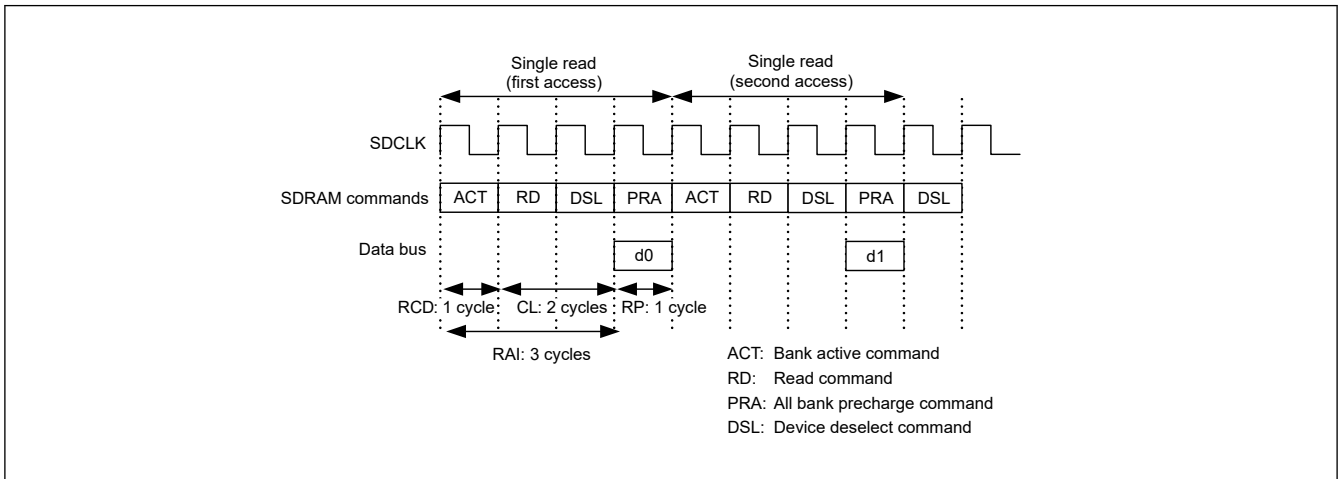 Single read
(first access)
Single read
(second access)
SDCLK
SDRAM commands ACT RD DSL PRA ACT RD DSL PRA DSL
Data bus d0 d1
RCD: 1 cycle CL: 2 cycles RP: 1 cycle
RAI: 3 cycles
ACT: Bank active command
RD: Read command
PRA: All bank precharge command
DSL: Device deselect command